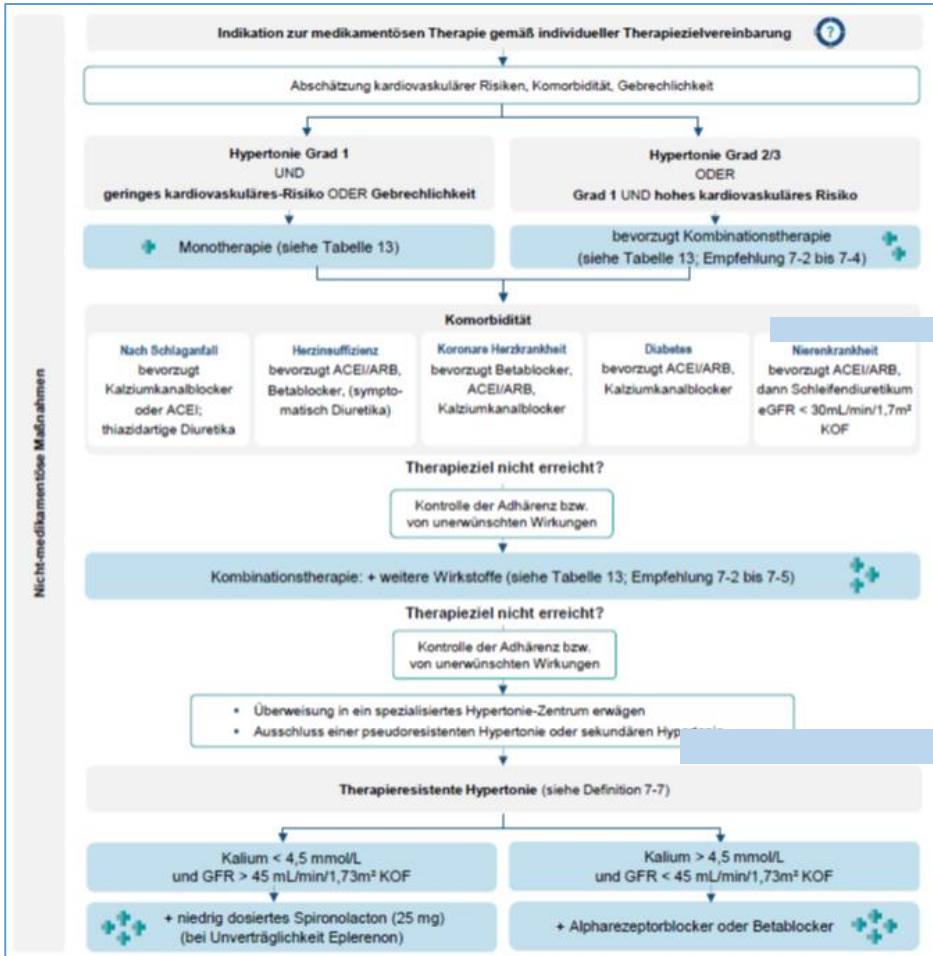 Indikation zur medikamentösen Therapie gemäß individueller Therapiezielvereinbarung ?
Abschätzung kardiovaskulärer Risiken, Komorbidität, Gebrechlichkeit
Hypertonie Grad 1
UND
geringes kardiovaskuläres-Risiko ODER Gebrechlichkeit
Hypertonie Grad 2/3
ODER
Grad 1 UND hohes kardiovaskuläres Risiko
Monotherapie (siehe Tabelle 13)
bevorzugt Kombinationstherapie
(siehe Tabelle 13; Empfehlung 7-2 bis 7-4)
Komorbidität
Nach Schlaganfall
bevorzugt
Kalziumkanalblocker
oder ACEI;
thiazidartige Diuretika
Herzinsuffizienz
bevorzugt ACEI/ARB,
Betablocker, (sympto-
matisch Diuretika)
Koronare Herzkrankheit
bevorzugt Betablocker,
ACEI/ARB,
Kalziumkanalblocker
Diabetes
bevorzugt ACEI/ARB,
Kalziumkanalblocker
Nierenkrankheit
bevorzugt ACEI/ARB,
dann Schleifendiuretikum
eGFR < 30mL/min/1,7m²
KOF
Nicht-medikamentöse Maßnahmen
Therapieziel nicht erreicht?
Kontrolle der Adhärenz bzw.
von unerwünschten Wirkungen
Kombinationstherapie: + weitere Wirkstoffe (siehe Tabelle 13; Empfehlung 7-2 bis 7-5)
Therapieziel nicht erreicht?
Kontrolle der Adhärenz bzw.
von unerwünschten Wirkungen
• Überweisung in ein spezialisiertes Hypertonie-Zentrum erwägen
• Ausschluss einer pseudoresistenten Hypertonie oder sekundären
Therapieresistente Hypertonie (siehe Definition 7-7)
Kalium < 4,5 mmol/L
und GFR > 45 mL/min/1,73m² KOF
Kalium > 4,5 mmol/L
und GFR < 45 mL/min/1,73m² KOF
+ niedrig dosiertes Spironolacton (25 mg)
(bei Unverträglichkeit Eplerenon)
+ Alpharezeptorblocker oder Betablocker